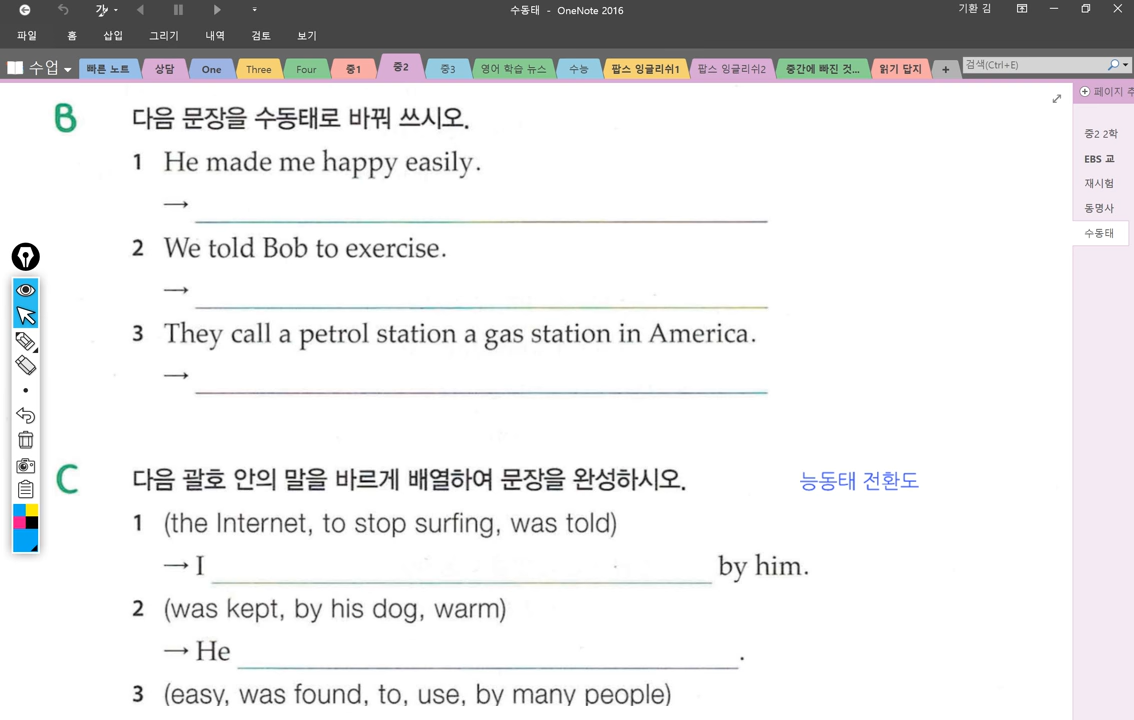 갸
수동태 - OneNote 2016
기환 김
파일 홈 삽입 그리기 내역 검토 보기
수업 빠른 노트 상담 One Three Four 중1 중2 중3 영어 학습 뉴스 수능 팝스 잉글리쉬1 팝스 잉글리쉬2 중간에 빠진 것... 읽기 답지 + 검색(Ctrl+E)
페이지 추
중2 2학
EBS 교
재시험
동명사
수동태
B 다음 문장을 수동태로 바꿔 쓰시오.
1 He made me happy easily.
→
2 We told Bob to exercise.
→
3 They call a petrol station a gas station in America.
→
C 다음 괄호 안의 말을 바르게 배열하여 문장을 완성하시오. 능동태 전환도
1 (the Internet, to stop surfing, was told)
→ I by him.
2 (was kept, by his dog, warm)
→ He .
3 (easy, was found, to, use, by many people)